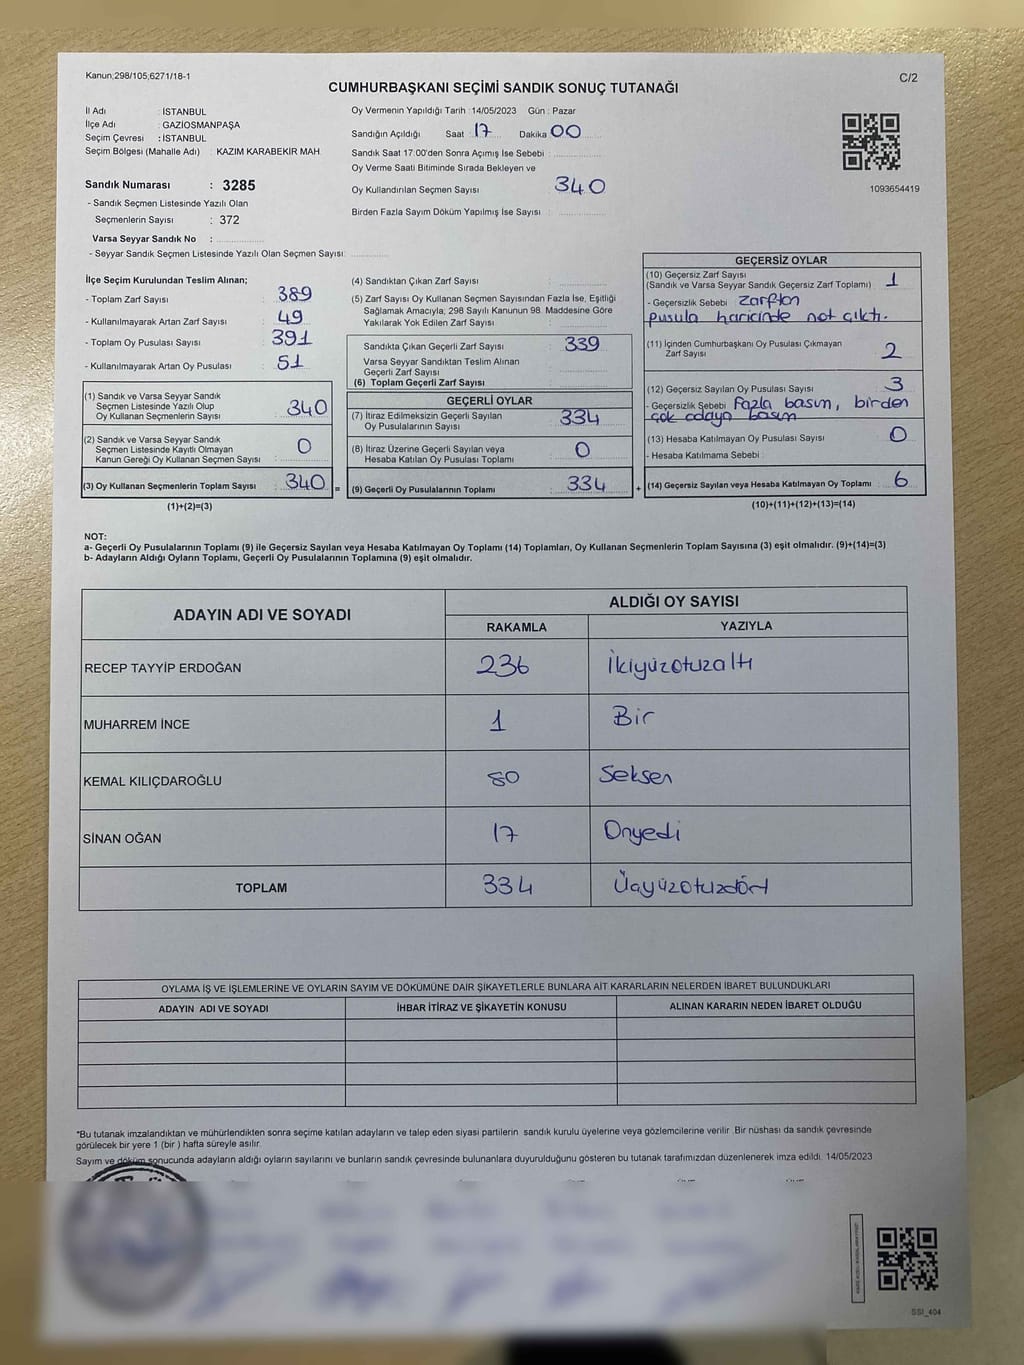 Kanun;298/105;6271/18-1
C/2
CUMHURBAŞKANI SEÇİMİ SANDIK SONUÇ TUTANAĞI
İl Adı : İSTANBUL
İlçe Adı : GAZİOSMANPAŞA
Seçim Çevresi : İSTANBUL
Seçim Bölgesi (Mahalle Adı) : KAZIM KARABEKİR MAH.
Sandık Numarası : 3285
- Sandık Seçmen Listesinde Yazılı Olan
Seçmenlerin Sayısı : 372
Varsa Seyyar Sandık No :
- Seyyar Sandık Seçmen Listesinde Yazılı Olan Seçmen Sayısı:
Oy Vermenin Yapıldığı Tarih : 14/05/2023 Gün : Pazar
Sandığın Açıldığı Saat 17 Dakika 00
Sandık Saat 17:00'den Sonra Açımış İse Sebebi :
Oy Verme Saati Bitiminde Sırada Bekleyen ve
Oy Kullandırılan Seçmen Sayısı : 340
Birden Fazla Sayım Döküm Yapılmış İse Sayısı :
1093654419
İlçe Seçim Kurulundan Teslim Alınan;
- Toplam Zarf Sayısı : 389
- Kullanılmayarak Artan Zarf Sayısı : 49
- Toplam Oy Pusulası Sayısı : 391
- Kullanılmayarak Artan Oy Pusulası : 51
(1) Sandık ve Varsa Seyyar Sandık
Seçmen Listesinde Yazılı Olup
Oy Kullanan Seçmenlerin Sayısı : 340
(2) Sandık ve Varsa Seyyar Sandık
Seçmen Listesinde Kayıtlı Olmayan
Kanun Gereği Oy Kullanan Seçmen Sayısı : 0
(3) Oy Kullanan Seçmenlerin Toplam Sayısı : 340 =
(1)+(2)=(3)
(4) Sandıktan Çıkan Zarf Sayısı :
(5) Zarf Sayısı Oy Kullanan Seçmen Sayısından Fazla İse, Eşitliği
Sağlamak Amacıyla; 298 Sayılı Kanunun 98. Maddesine Göre
Yakılarak Yok Edilen Zarf Sayısı :
Sandıkta Çıkan Geçerli Zarf Sayısı : 339
Varsa Seyyar Sandıktan Teslim Alınan
Geçerli Zarf Sayısı :
(6) Toplam Geçerli Zarf Sayısı :
GEÇERLİ OYLAR
(7) İtiraz Edilmeksizin Geçerli Sayılan
Oy Pusulalarının Sayısı : 334
(8) İtiraz Üzerine Geçerli Sayılan veya
Hesaba Katılan Oy Pusulası Toplamı : 0
(9) Geçerli Oy Pusulalarının Toplamı : 334 +
GEÇERSİZ OYLAR
(10) Geçersiz Zarf Sayısı
(Sandık ve Varsa Seyyar Sandık Geçersiz Zarf Toplamı) : 1
- Geçersizlik Sebebi : Zarftan
pusula haricinde not çıktı.
(11) İçinden Cumhurbaşkanı Oy Pusulası Çıkmayan
Zarf Sayısı : 2
(12) Geçersiz Sayılan Oy Pusulası Sayısı : 3
- Geçersizlik Sebebi : Fazla basım, birden
çok adaya basım
(13) Hesaba Katılmayan Oy Pusulası Sayısı : 0
- Hesaba Katılmama Sebebi :
(14) Geçersiz Sayılan veya Hesaba Katılmayan Oy Toplamı : 6
(10)+(11)+(12)+(13)=(14)
NOT:
a- Geçerli Oy Pusulalarının Toplamı (9) ile Geçersiz Sayılan veya Hesaba Katılmayan Oy Toplamı (14) Toplamları, Oy Kullanan Seçmenlerin Toplam Sayısına (3) eşit olmalıdır. (9)+(14)=(3)
b- Adayların Aldığı Oyların Toplamı, Geçerli Oy Pusulalarının Toplamına (9) eşit olmalıdır.
ADAYIN ADI VE SOYADI
ALDIĞI OY SAYISI
RAKAMLA YAZIYLA
RECEP TAYYİP ERDOĞAN 236 İkiyüzotuzaltı
MUHARREM İNCE 1 Bir
KEMAL KILIÇDAROĞLU 80 Seksen
SİNAN OĞAN 17 Onyedi
TOPLAM 334 Üçyüzotuzdört
OYLAMA İŞ VE İŞLEMLERİNE VE OYLARIN SAYIM VE DÖKÜMÜNE DAİR ŞİKAYETLERLE BUNLARA AİT KARARLARIN NELERDEN İBARET BULUNDUKLARI
ADAYIN ADI VE SOYADI İHBAR İTİRAZ VE ŞİKAYETİN KONUSU ALINAN KARARIN NEDEN İBARET OLDUĞU
*Bu tutanak imzalandıktan ve mühürlendikten sonra seçime katılan adayların ve talep eden siyasi partilerin sandık kurulu üyelerine veya gözlemcilerine verilir. Bir nüshası da sandık çevresinde
görülecek bir yere 1 (bir) hafta süreyle asılır.
Sayım ve döküm sonucunda adayların aldığı oyların sayılarını ve bunların sandık çevresinde bulunanlara duyurulduğunu gösteren bu tutanak tarafımızdan düzenlenerek imza edildi. 14/05/2023
SSI_404